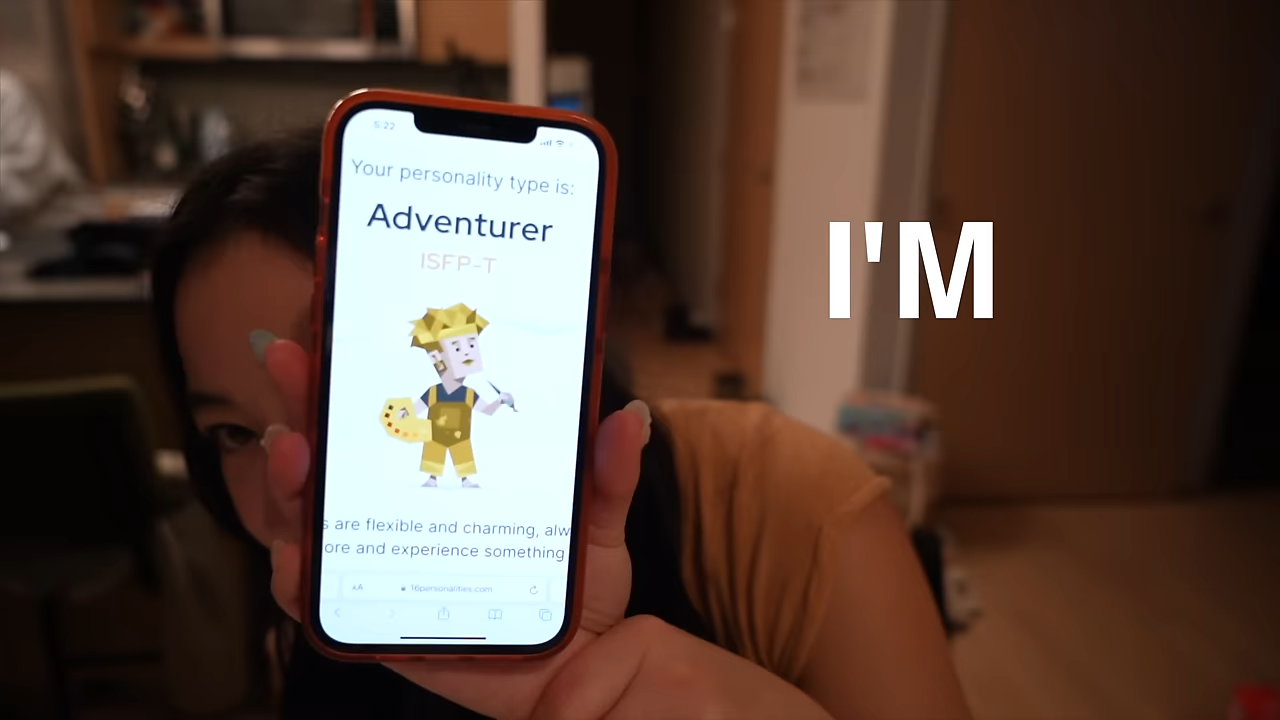 5:22
Your personality type is:
Adventurer
ISFP-T
I'M
s are flexible and charming, alw
ore and experience something
AA
16personalities.com